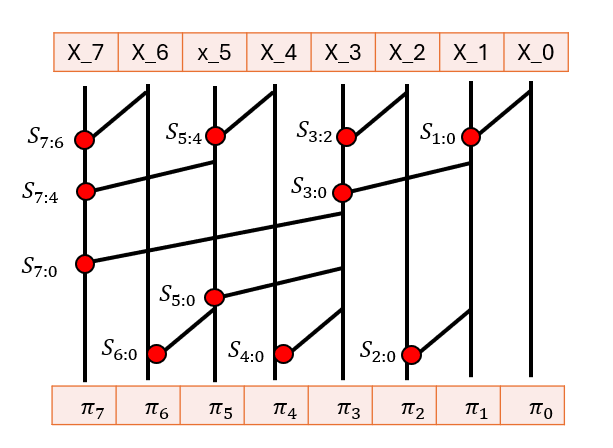 X_7 X_6 x_5 X_4 X_3 X_2 X_1 X_0
S₇:₆ S₅:₄ S₃:₂ S₁:₀
S₇:₄ S₃:₀
S₇:₀
S₅:₀
S₆:₀ S₄:₀ S₂:₀
π₇ π₆ π₅ π₄ π₃ π₂ π₁ π₀